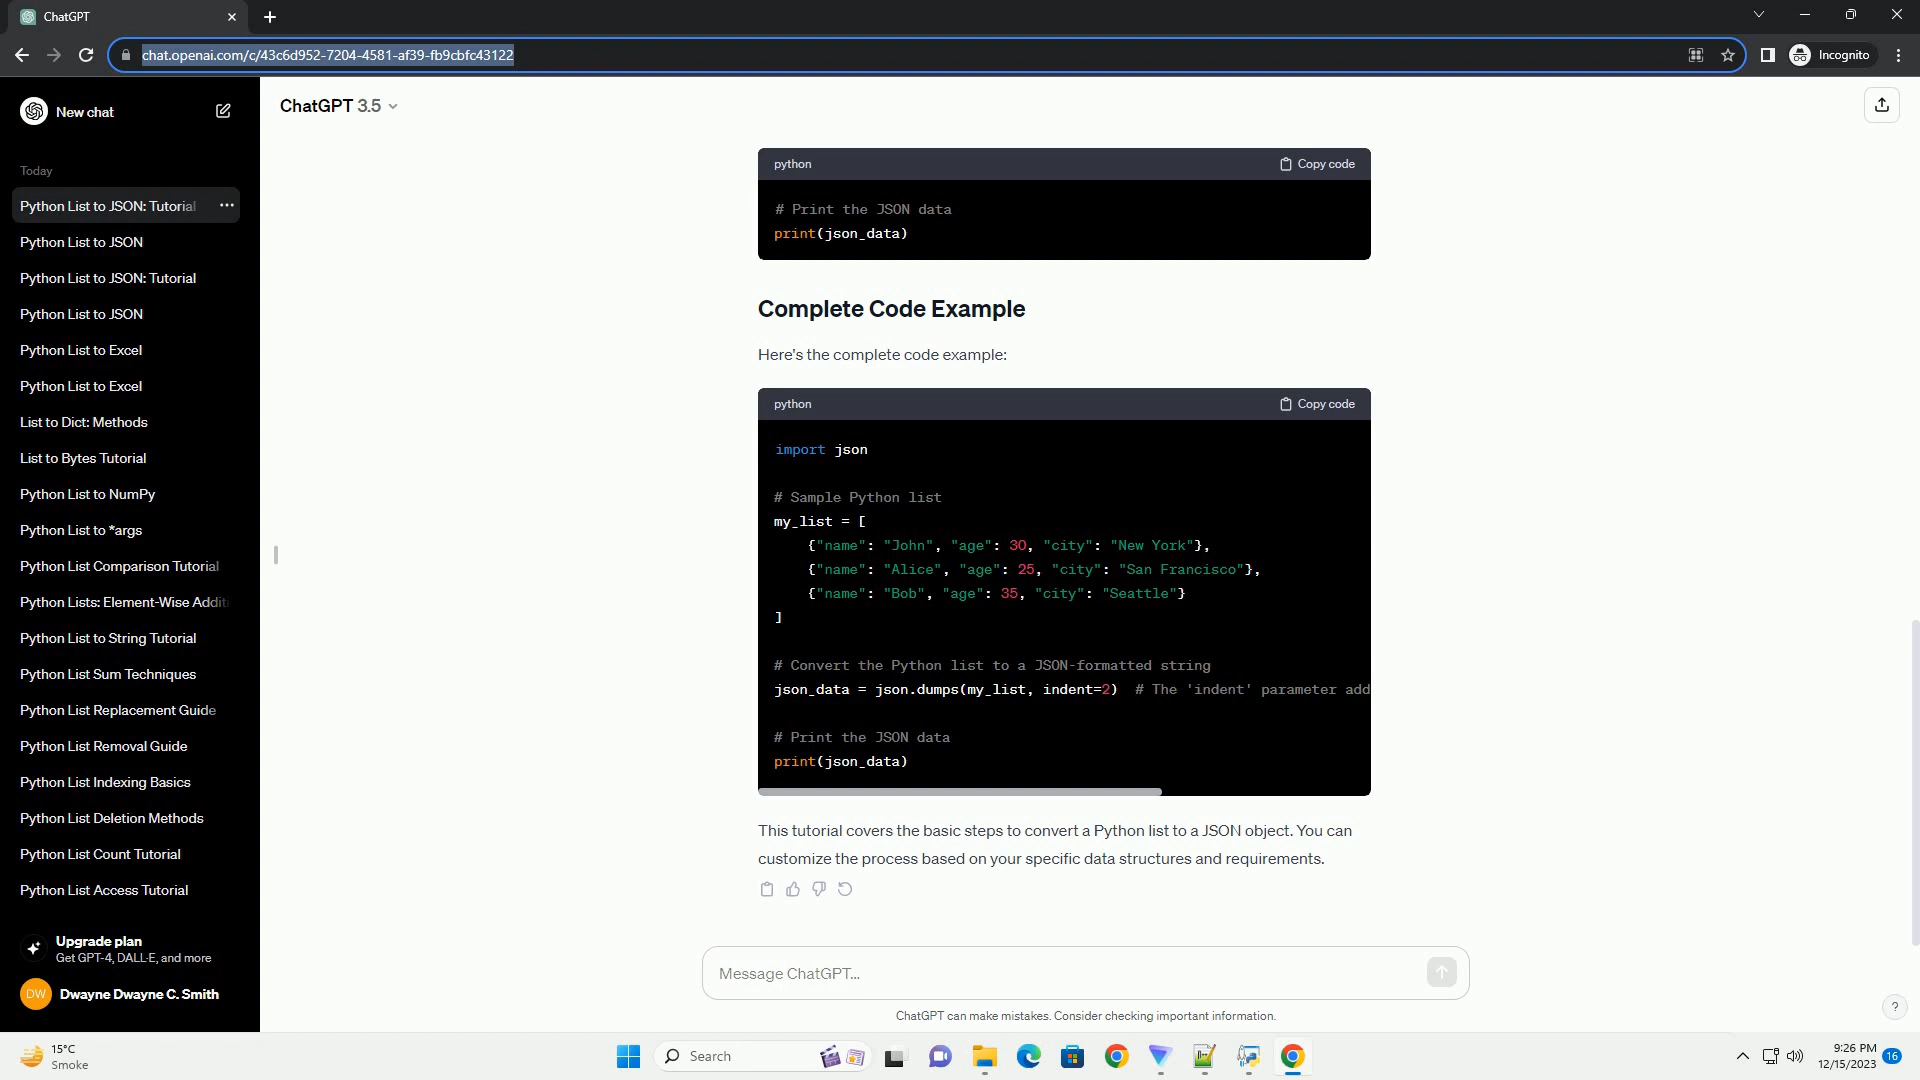 ChatGPT
chat.openai.com/c/43c6d952-7204-4581-af39-fb9cbfc43122
Incognito
New chat
ChatGPT 3.5
Today
Python List to JSON: Tutorial
Python List to JSON
Python List to JSON: Tutorial
Python List to JSON
Python List to Excel
Python List to Excel
List to Dict: Methods
List to Bytes Tutorial
Python List to NumPy
Python List to *args
Python List Comparison Tutorial
Python Lists: Element-Wise Additi
Python List to String Tutorial
Python List Sum Techniques
Python List Replacement Guide
Python List Removal Guide
Python List Indexing Basics
Python List Deletion Methods
Python List Count Tutorial
Python List Access Tutorial
Upgrade plan
Get GPT-4, DALL·E, and more
DW
Dwayne Dwayne C. Smith
python
Copy code
# Print the JSON data
print(json_data)
Complete Code Example
Here's the complete code example:
python
Copy code
import json
# Sample Python list
my_list = [
{"name": "John", "age": 30, "city": "New York"},
{"name": "Alice", "age": 25, "city": "San Francisco"},
{"name": "Bob", "age": 35, "city": "Seattle"}
]
# Convert the Python list to a JSON-formatted string
json_data = json.dumps(my_list, indent=2)  # The 'indent' parameter add
# Print the JSON data
print(json_data)
This tutorial covers the basic steps to convert a Python list to a JSON object. You can
customize the process based on your specific data structures and requirements.
Message ChatGPT...
ChatGPT can make mistakes. Consider checking important information.
?
15°C
Smoke
Search
9:26 PM
12/15/2023
16